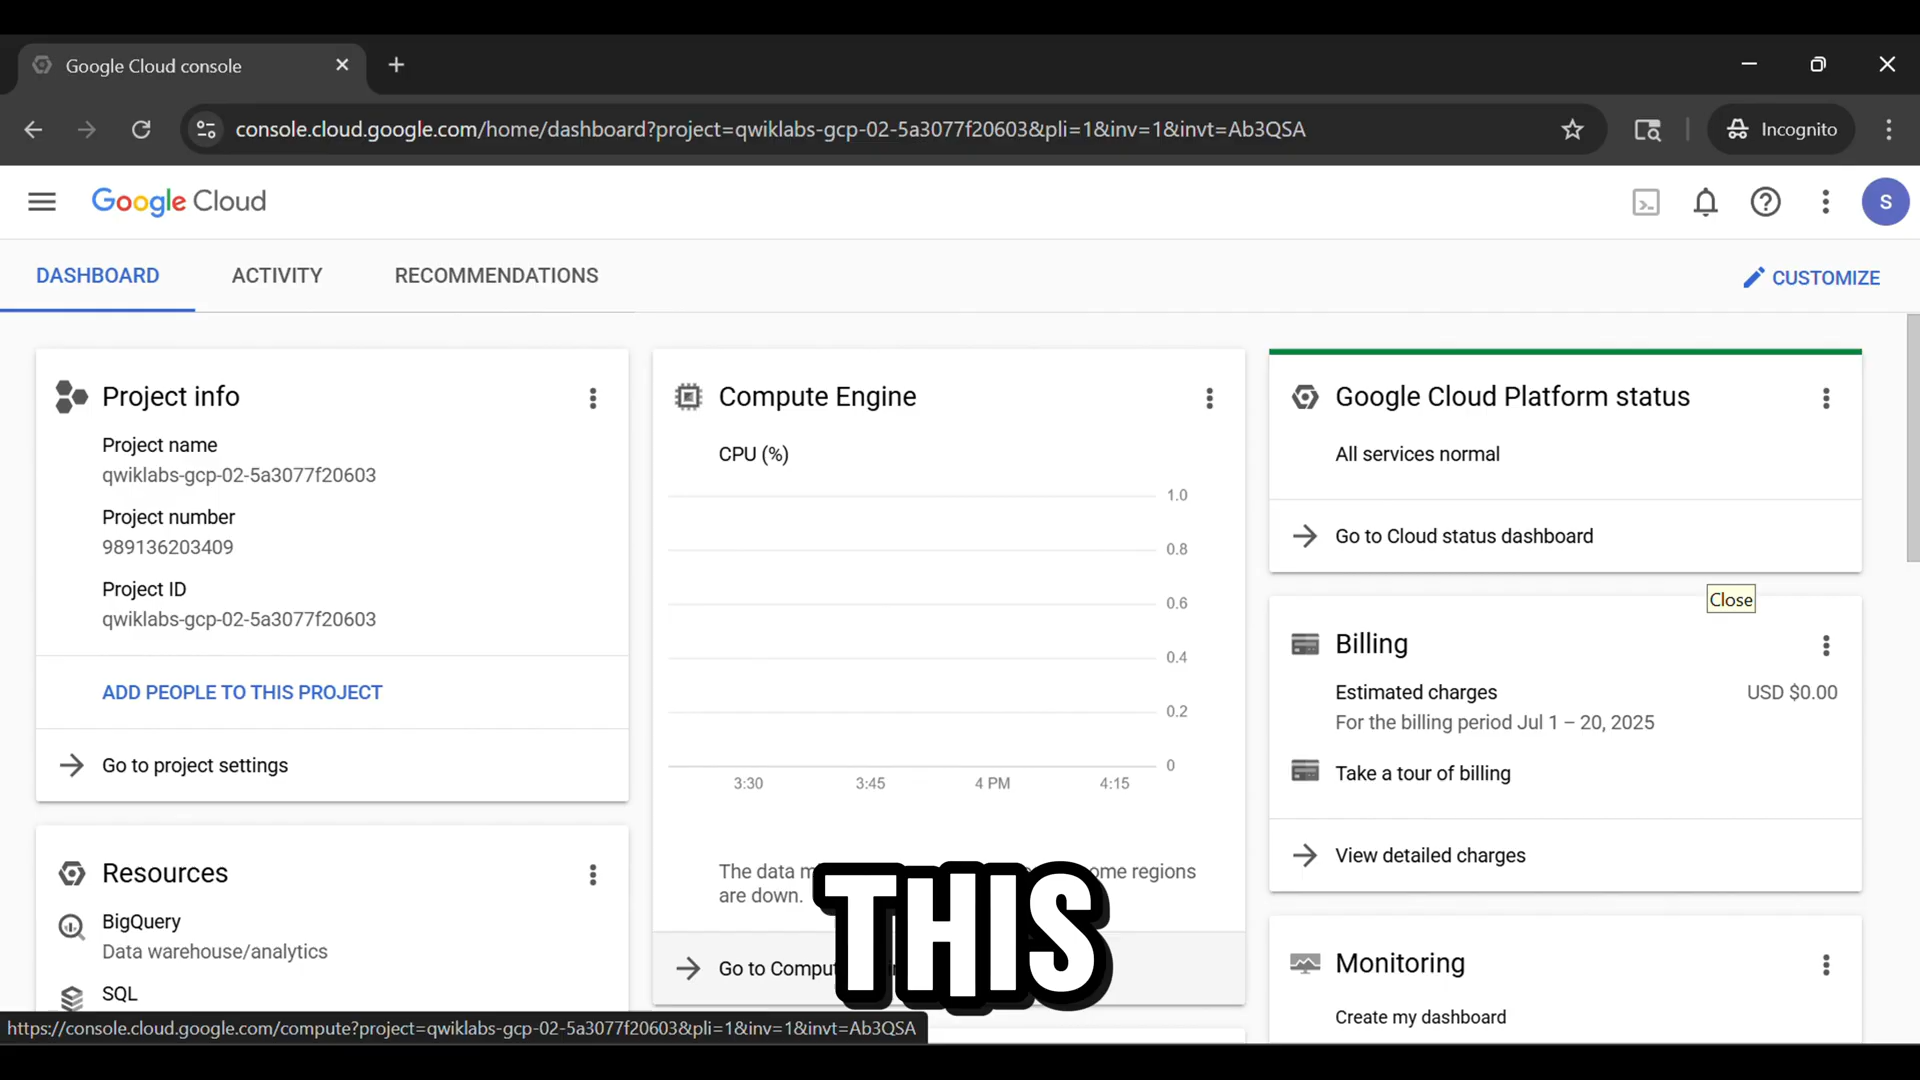 Google Cloud console
console.cloud.google.com/home/dashboard?project=qwiklabs-gcp-02-5a3077f20603&pli=1&inv=1&invt=Ab3QSA
Incognito
Google Cloud
S
DASHBOARD
ACTIVITY
RECOMMENDATIONS
CUSTOMIZE
Project info
Project name
qwiklabs-gcp-02-5a3077f20603
Project number
989136203409
Project ID
qwiklabs-gcp-02-5a3077f20603
ADD PEOPLE TO THIS PROJECT
Go to project settings
Resources
BigQuery
Data warehouse/analytics
SQL
Compute Engine
CPU (%)
1.0
0.8
0.6
0.4
0.2
0
3:30 3:45 4 PM 4:15
The data ome regions
are down.
Go to Comput
THIS
Google Cloud Platform status
All services normal
Go to Cloud status dashboard
Close
Billing
Estimated charges USD $0.00
For the billing period Jul 1 – 20, 2025
Take a tour of billing
View detailed charges
Monitoring
Create my dashboard
https://console.cloud.google.com/compute?project=qwiklabs-gcp-02-5a3077f20603&pli=1&inv=1&invt=Ab3QSA